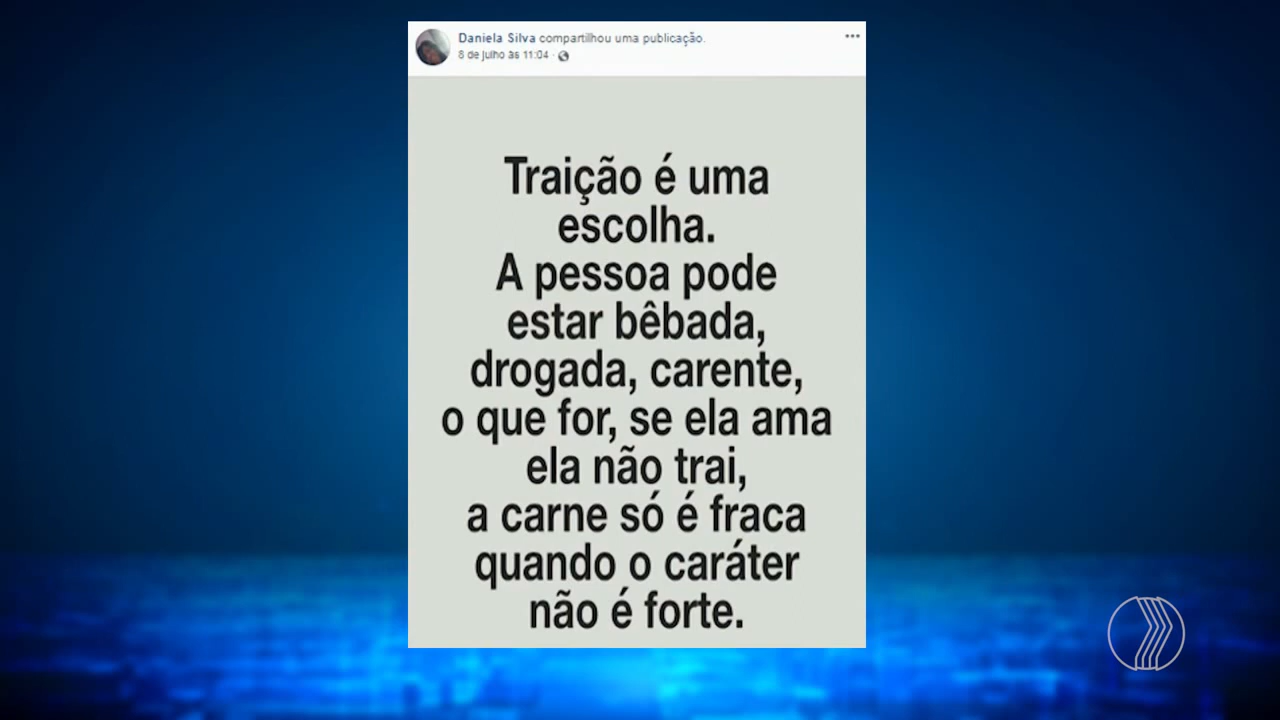 Daniela Silva compartilhou uma publicação.
8 de julho às 11:04 ·
Traição é uma
escolha.
A pessoa pode
estar bêbada,
drogada, carente,
o que for, se ela ama
ela não trai,
a carne só é fraca
quando o caráter
não é forte.